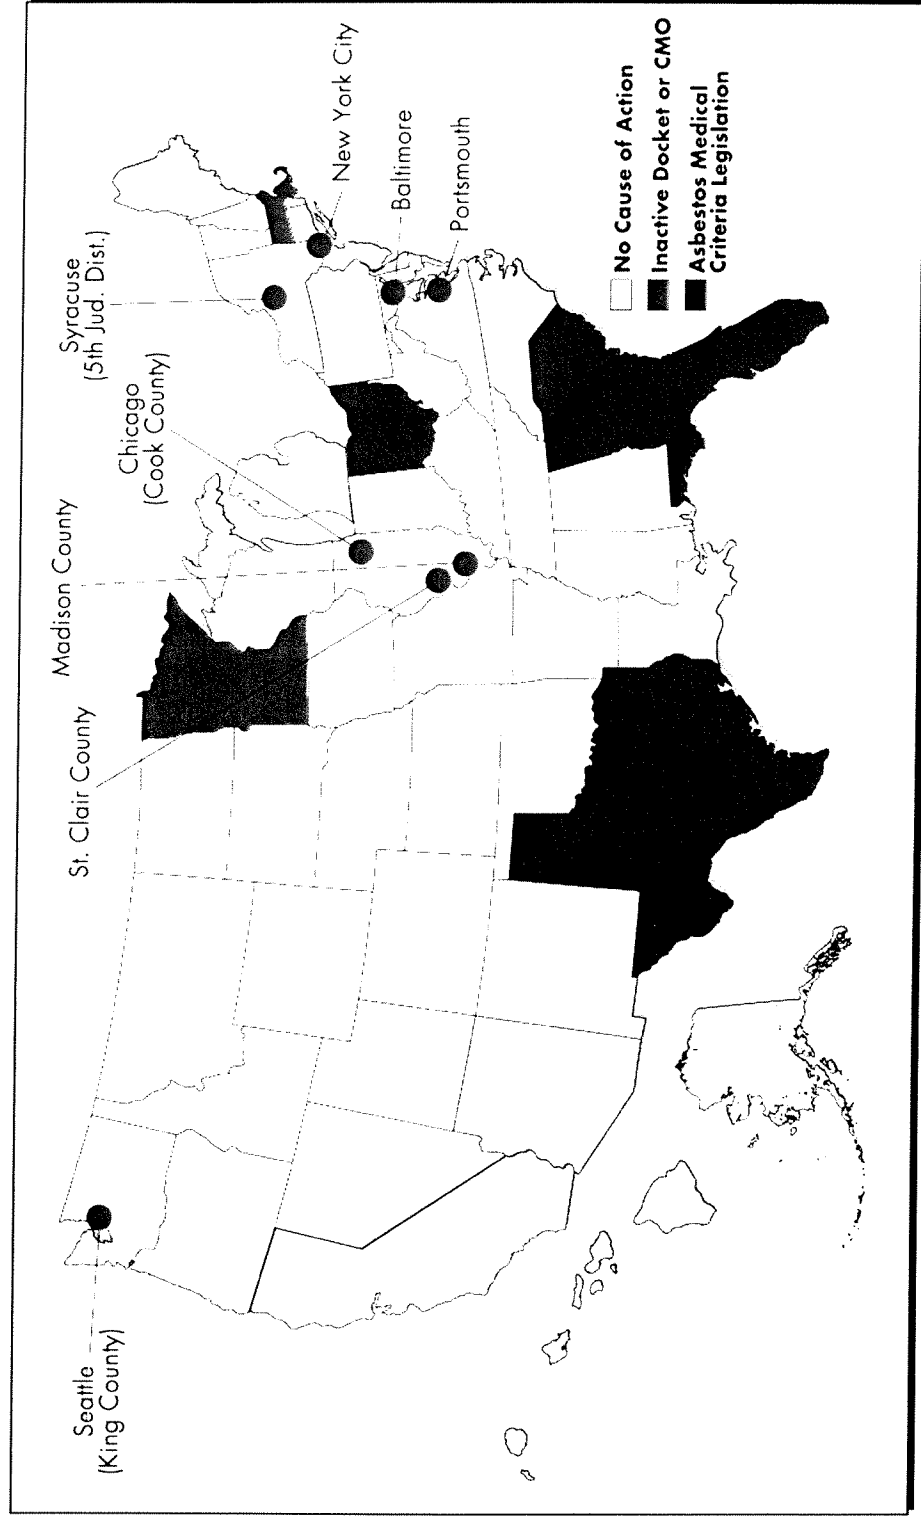 Seattle
(King County)
St. Clair County
Madison County
Chicago
(Cook County)
Syracuse
(5th Jud. Dist.)
New York City
Baltimore
Portsmouth
No Cause of Action
Inactive Docket or CMO
Asbestos Medical
Criteria Legislation